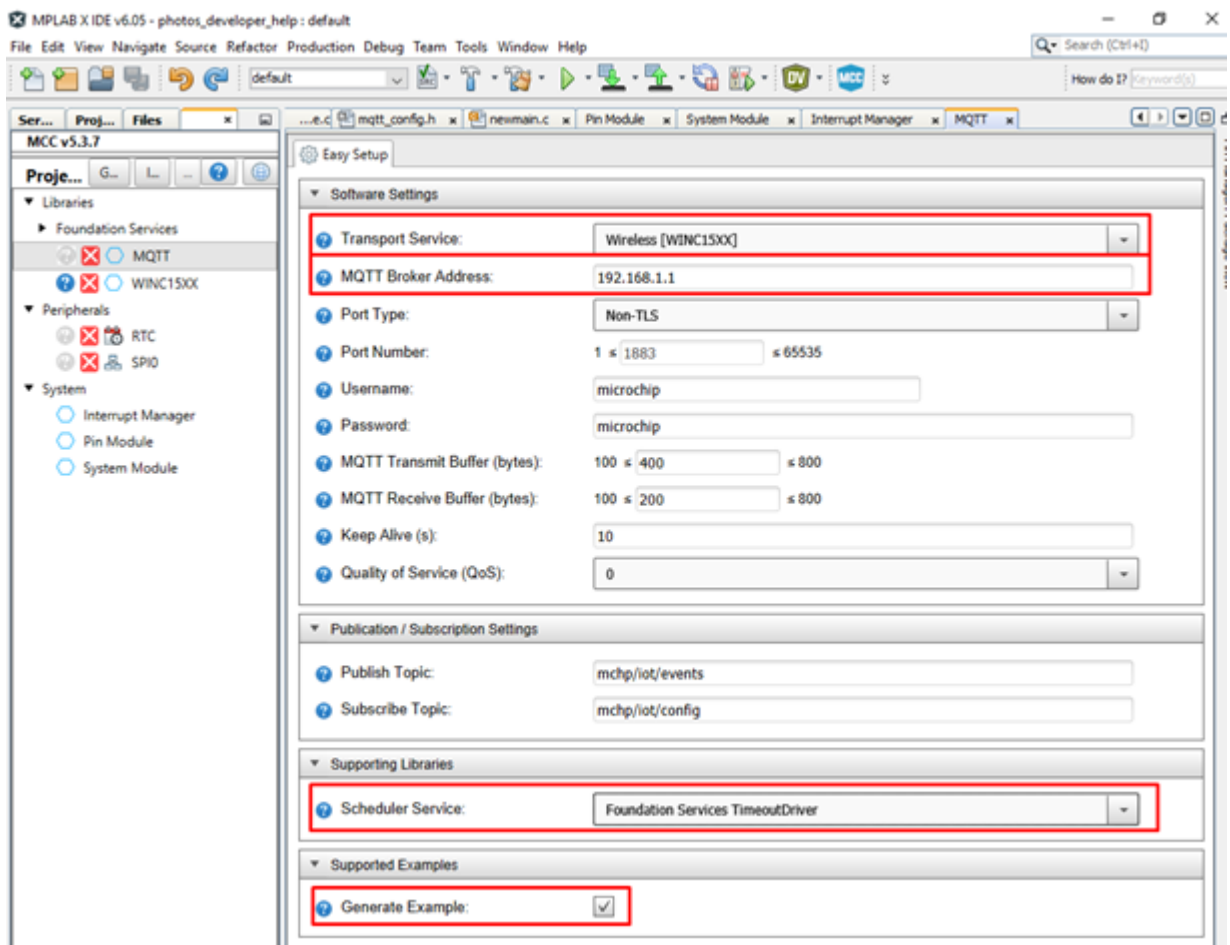 MPLAB X IDE v6.05 - photos_developer_help : default
File Edit View Navigate Source Refactor Production Debug Team Tools Window Help
Search (Ctrl+I)
default
DV
MCC
How do I? Keyword(s)
Ser... Proj... Files
...e.c mqtt_config.h newmain.c Pin Module System Module Interrupt Manager MQTT
MCC v5.3.7
Proje... G... I... ...
Easy Setup
Libraries
Foundation Services
MQTT
WINC15XX
Peripherals
RTC
SPI0
System
Interrupt Manager
Pin Module
System Module
Software Settings
Transport Service: Wireless [WINC15XX]
MQTT Broker Address: 192.168.1.1
Port Type: Non-TLS
Port Number: 1 ≤ 1883 ≤ 65535
Username: microchip
Password: microchip
MQTT Transmit Buffer (bytes): 100 ≤ 400 ≤ 800
MQTT Receive Buffer (bytes): 100 ≤ 200 ≤ 800
Keep Alive (s): 10
Quality of Service (QoS): 0
Publication / Subscription Settings
Publish Topic: mchp/iot/events
Subscribe Topic: mchp/iot/config
Supporting Libraries
Scheduler Service: Foundation Services TimeoutDriver
Supported Examples
Generate Example: